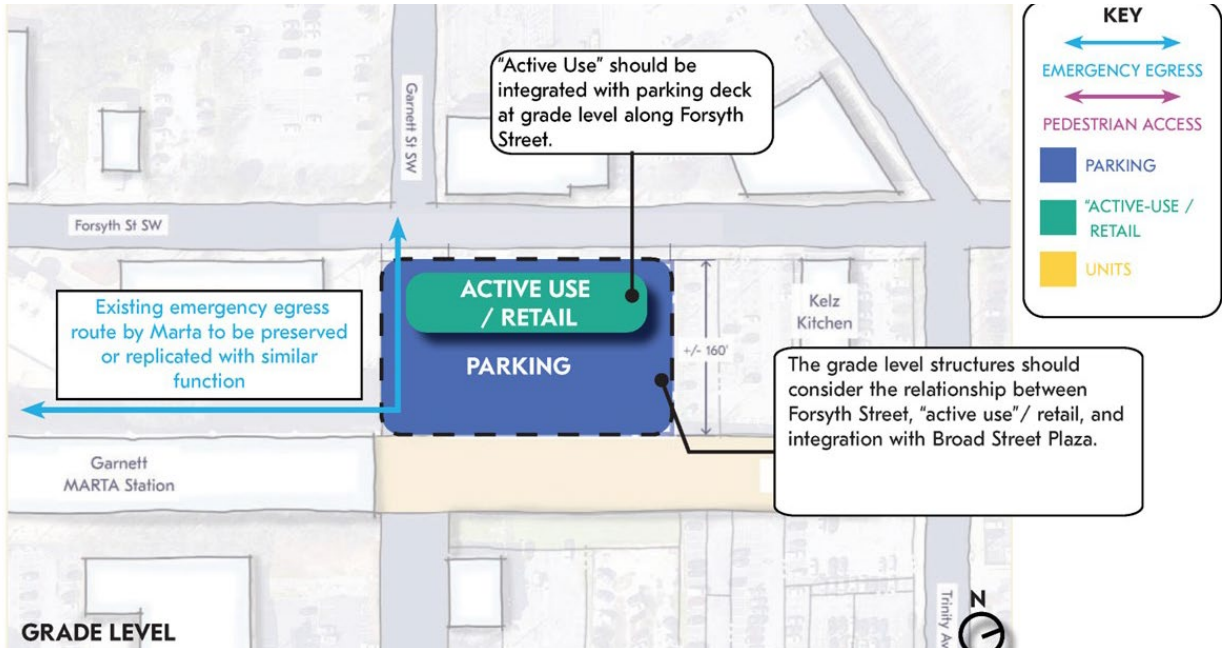 KEY
EMERGENCY EGRESS
PEDESTRIAN ACCESS
PARKING
"ACTIVE-USE /
RETAIL
UNITS
"Active Use" should be
integrated with parking deck
at grade level along Forsyth
Street.
Garnett St SW
Forsyth St SW
Existing emergency egress
route by Marta to be preserved
or replicated with similar
function
ACTIVE USE
/ RETAIL
PARKING
+/- 160'
Kelz
Kitchen
The grade level structures should
consider the relationship between
Forsyth Street, "active use"/ retail, and
integration with Broad Street Plaza.
Garnett
MARTA Station
GRADE LEVEL
Trinity Av
N